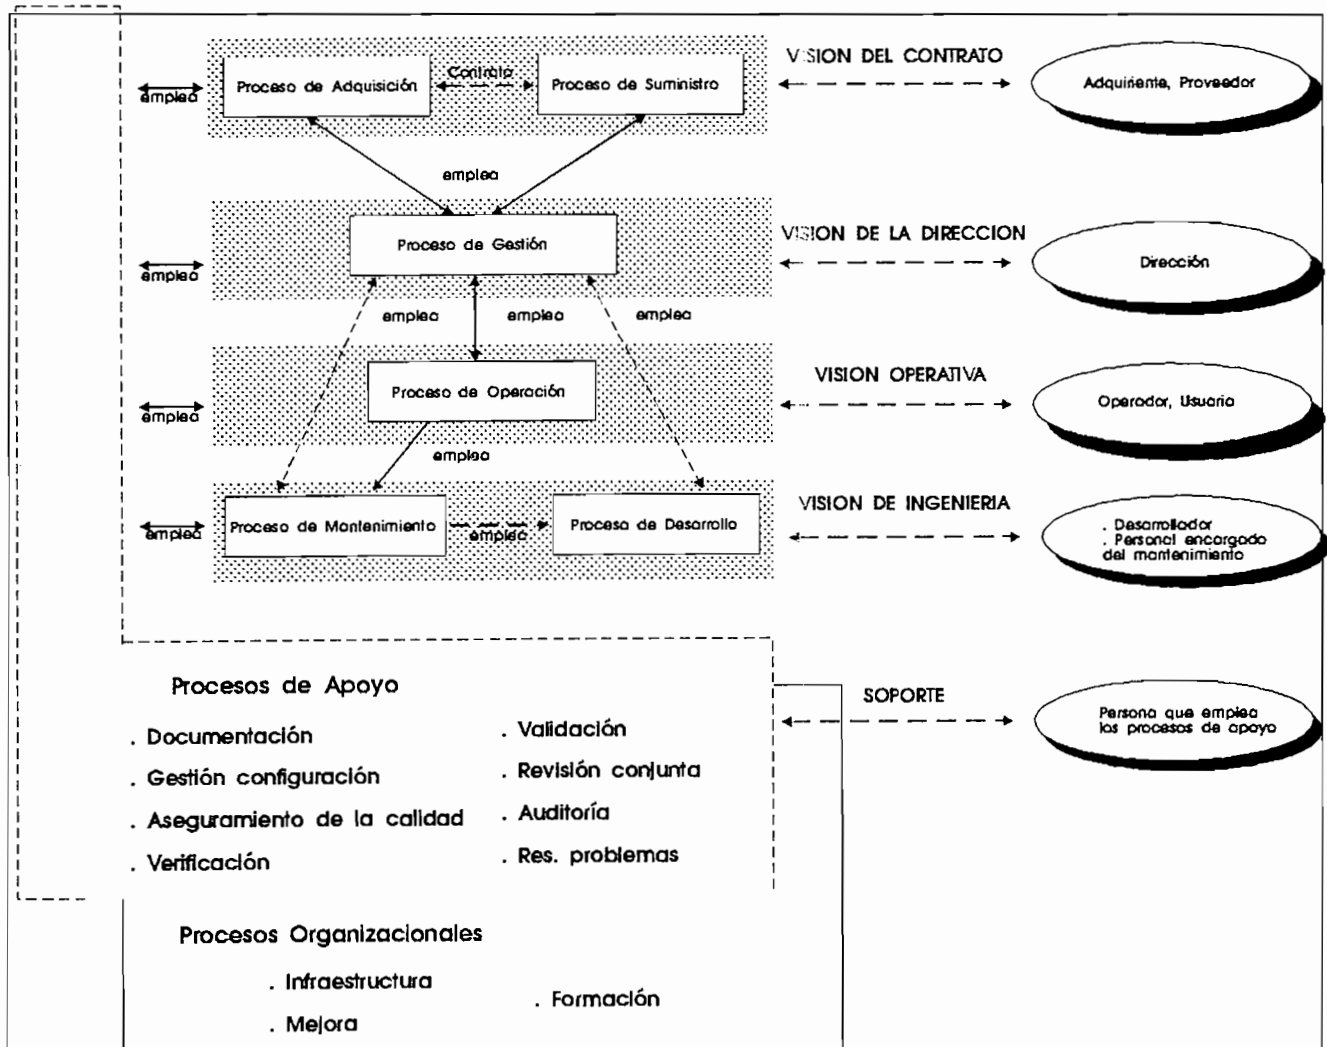 VISION DEL CONTRATO
Proceso de Adquisición
Contrato
Proceso de Suministro
Adquiriente, Proveedor
emplea
emplea
Proceso de Gestión
VISION DE LA DIRECCION
Dirección
emplea
emplea
emplea
emplea
VISION OPERATIVA
Proceso de Operación
Operador, Usuario
emplea
emplea
VISION DE INGENIERIA
Proceso de Mantenimiento
emplea
Proceso de Desarrollo
. Desarrollador
. Personal encargado
del mantenimiento
emplea
Procesos de Apoyo
SOPORTE
Persona que emplea
los procesos de apoyo
. Documentación
. Gestión configuración
. Aseguramiento de la calidad
. Verificación
. Validación
. Revisión conjunta
. Auditoría
. Res. problemas
Procesos Organizacionales
. Infraestructura
. Mejora
. Formación